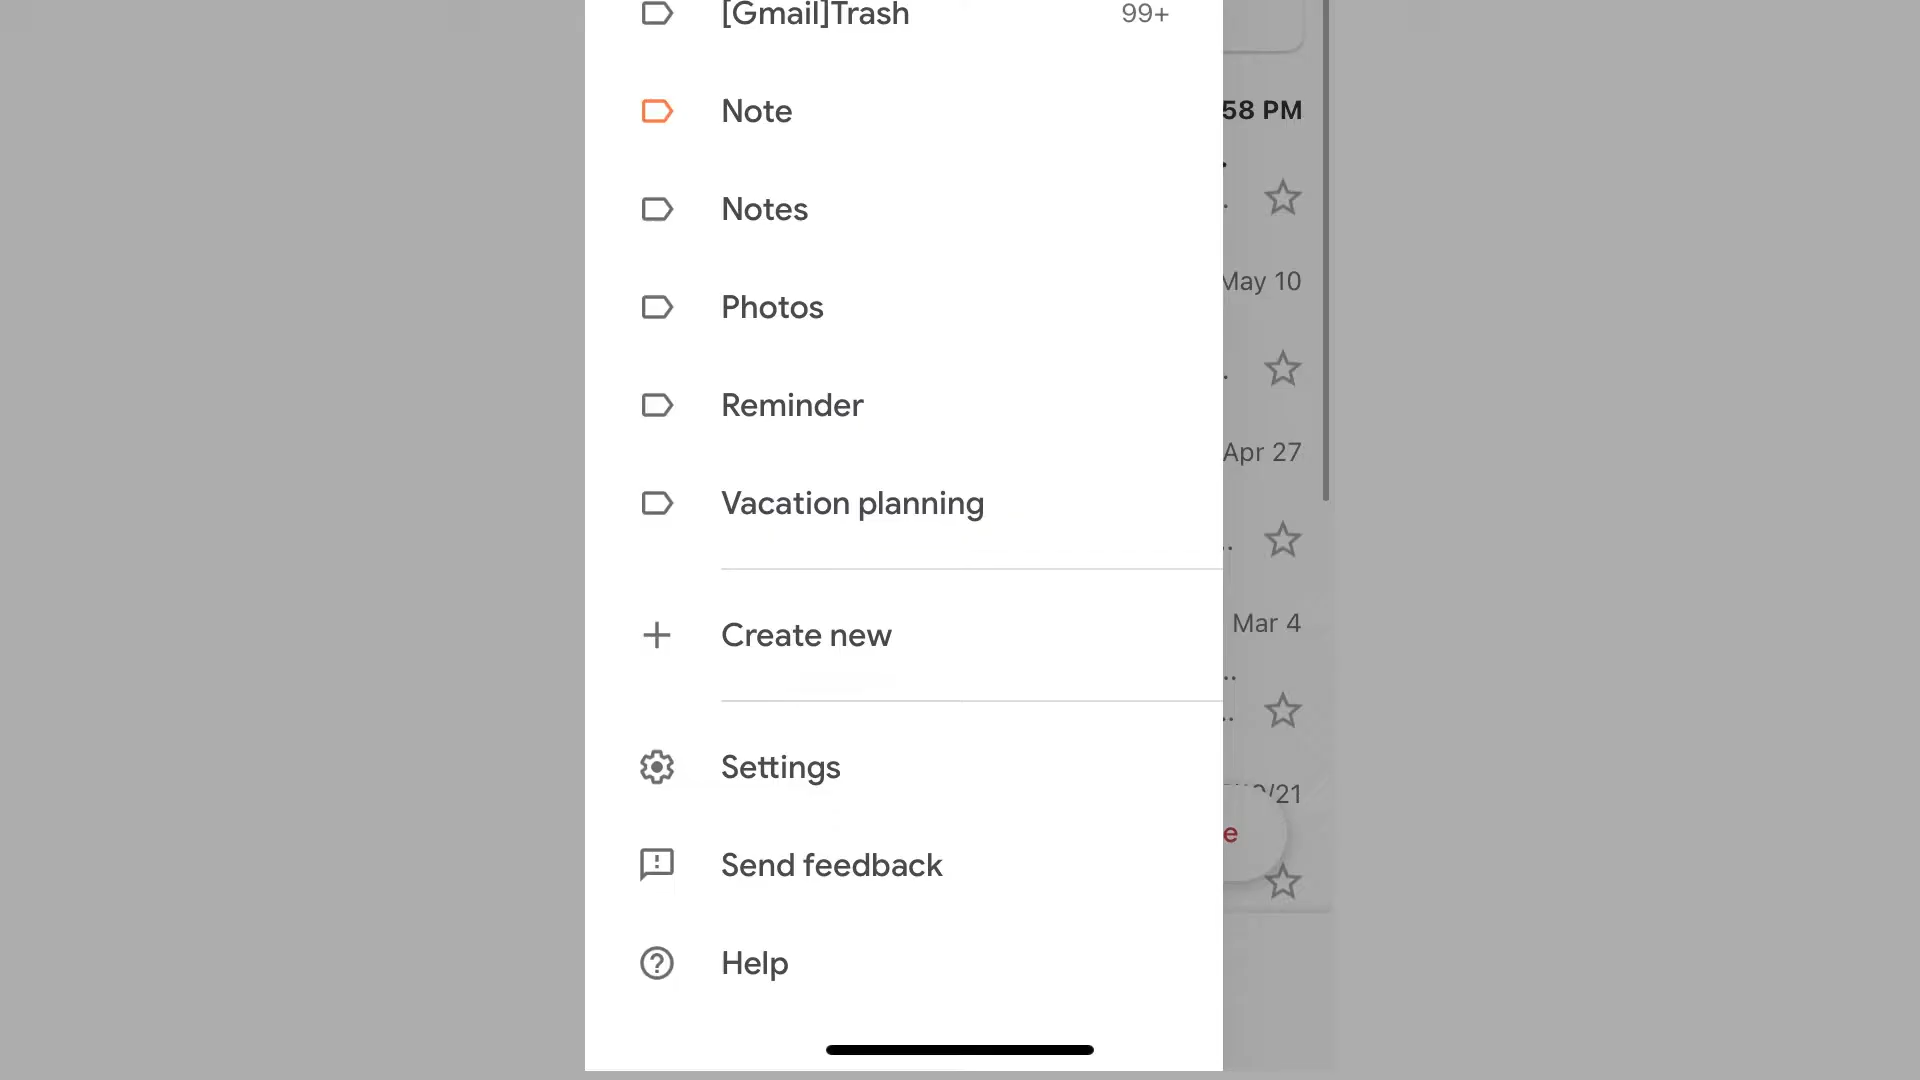 [Gmail]Trash 99+
Note
58 PM
Notes
May 10
Photos
Reminder
Apr 27
Vacation planning
Create new
Mar 4
Settings
/21
e
Send feedback
Help